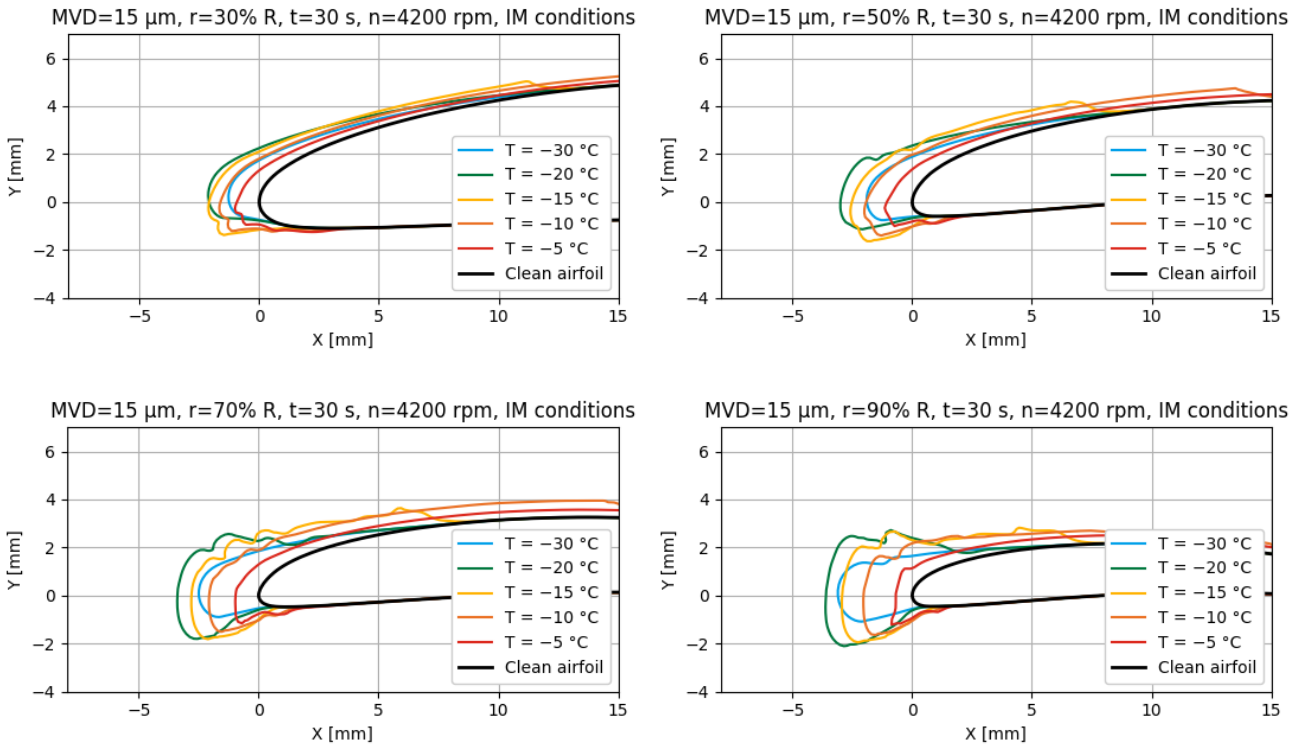 MVD=15 μm, r=30% R, t=30 s, n=4200 rpm, IM conditions
6
4
2
0
−2
−4
Y [mm]
−5
0
5
10
15
X [mm]
T = −30 °C
T = −20 °C
T = −15 °C
T = −10 °C
T = −5 °C
Clean airfoil
MVD=15 μm, r=50% R, t=30 s, n=4200 rpm, IM conditions
6
4
2
0
−2
−4
Y [mm]
−5
0
5
10
15
X [mm]
T = −30 °C
T = −20 °C
T = −15 °C
T = −10 °C
T = −5 °C
Clean airfoil
MVD=15 μm, r=70% R, t=30 s, n=4200 rpm, IM conditions
6
4
2
0
−2
−4
Y [mm]
−5
0
5
10
15
X [mm]
T = −30 °C
T = −20 °C
T = −15 °C
T = −10 °C
T = −5 °C
Clean airfoil
MVD=15 μm, r=90% R, t=30 s, n=4200 rpm, IM conditions
6
4
2
0
−2
−4
Y [mm]
−5
0
5
10
15
X [mm]
T = −30 °C
T = −20 °C
T = −15 °C
T = −10 °C
T = −5 °C
Clean airfoil